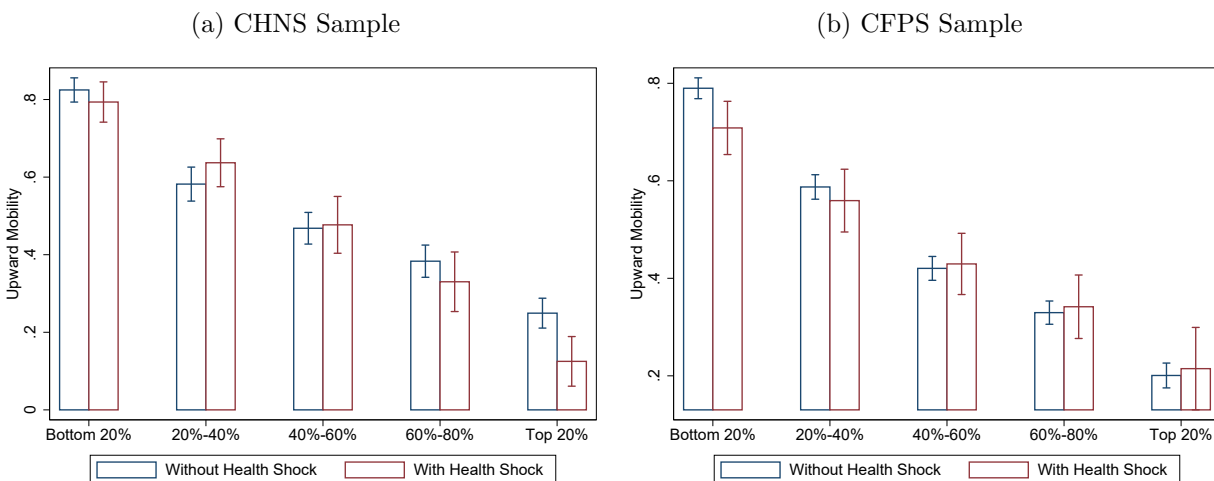 (a) CHNS Sample
Upward Mobility
.8
.6
.4
.2
0
Bottom 20%
20%-40%
40%-60%
60%-80%
Top 20%
Without Health Shock
With Health Shock
(b) CFPS Sample
Upward Mobility
.8
.6
.4
.2
Bottom 20%
20%-40%
40%-60%
60%-80%
Top 20%
Without Health Shock
With Health Shock